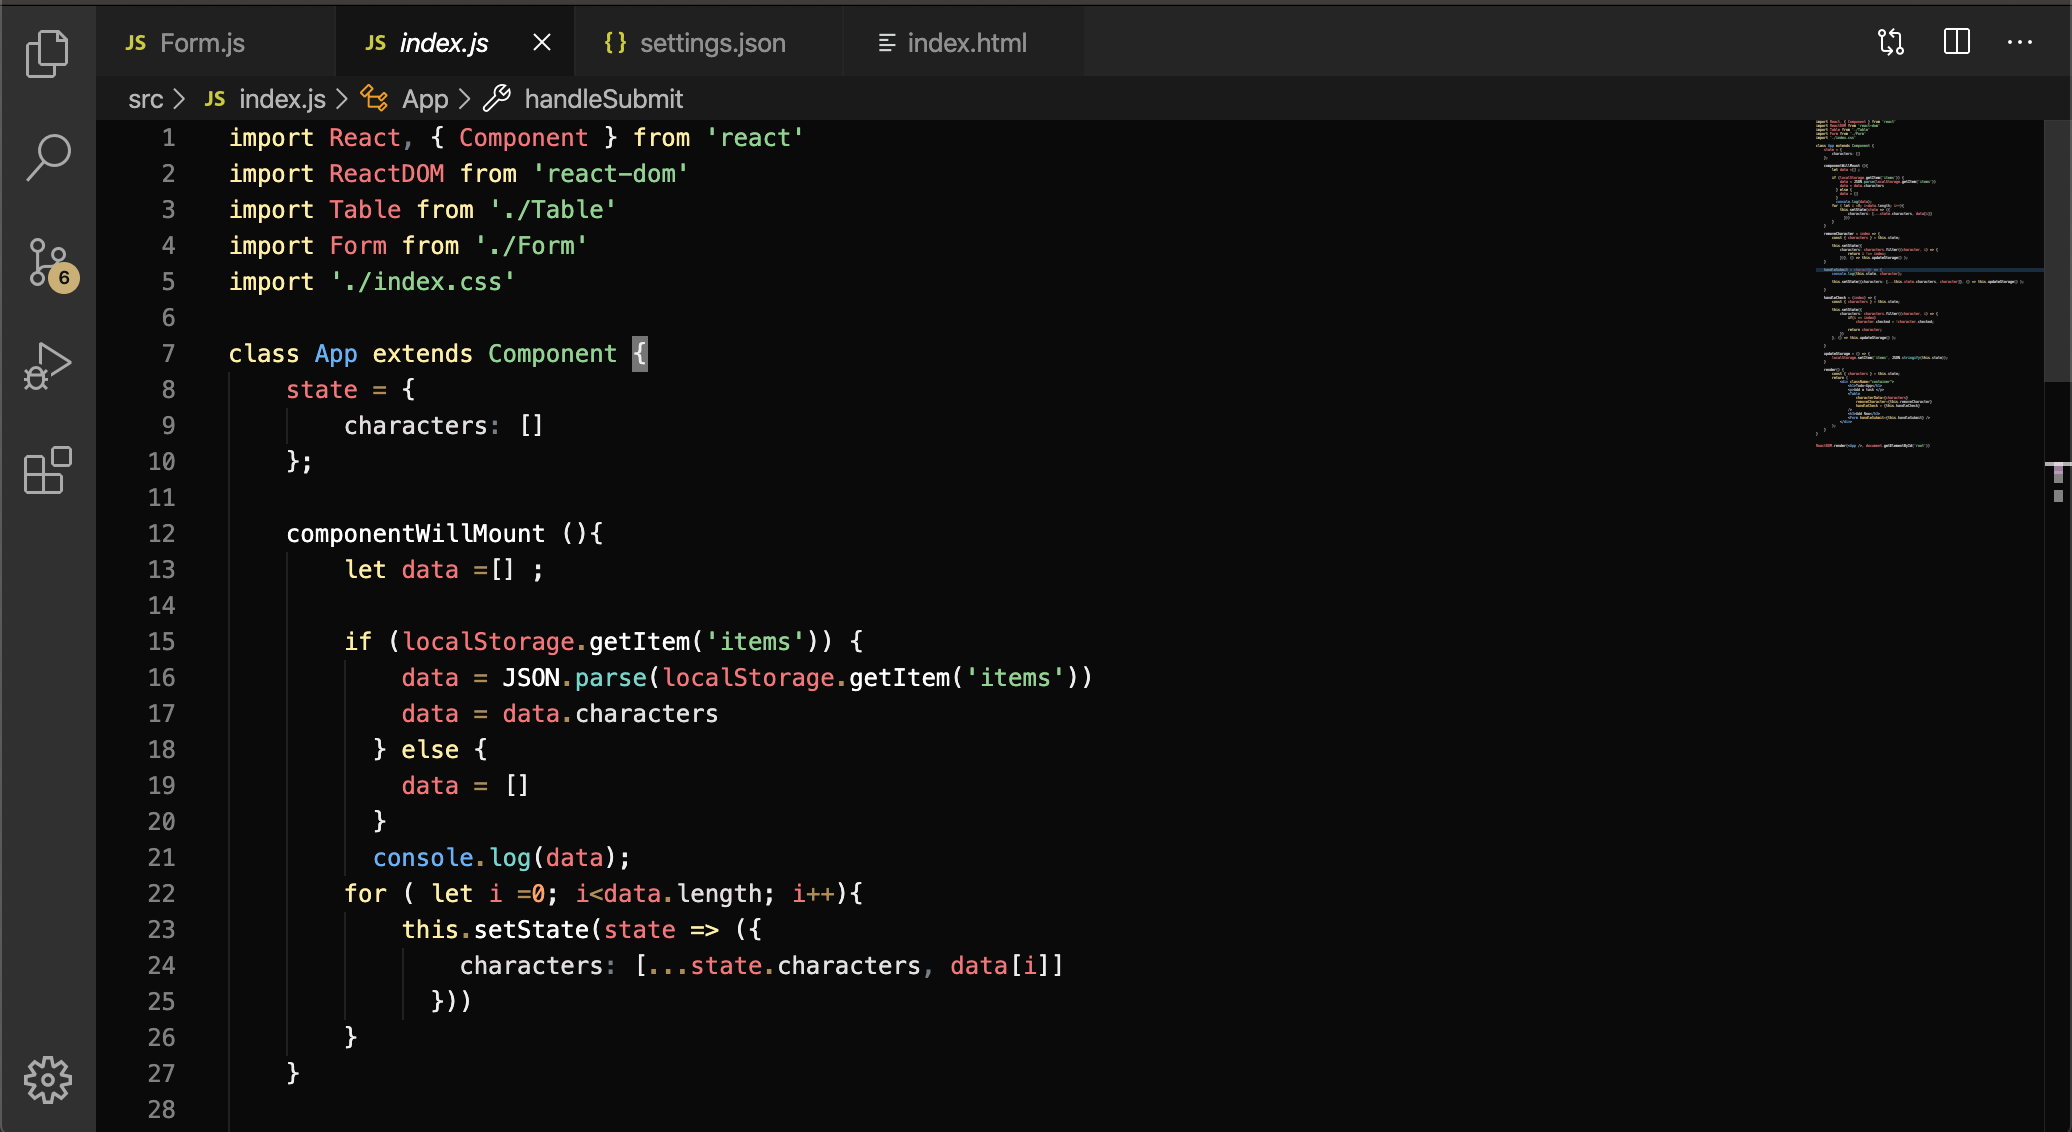 JS Form.js JS index.js {} settings.json index.html
src > JS index.js > App > handleSubmit
1 import React, { Component } from 'react'
2 import ReactDOM from 'react-dom'
3 import Table from './Table'
4 import Form from './Form'
5 import './index.css'
6
7 class App extends Component {
8     state = {
9         characters: []
10     };
11
12     componentWillMount (){
13         let data =[] ;
14
15         if (localStorage.getItem('items')) {
16             data = JSON.parse(localStorage.getItem('items'))
17             data = data.characters
18           } else {
19             data = []
20           }
21           console.log(data);
22         for ( let i =0; i<data.length; i++){
23             this.setState(state => ({
24                 characters: [...state.characters, data[i]]
25               }))
26         }
27     }
28
6